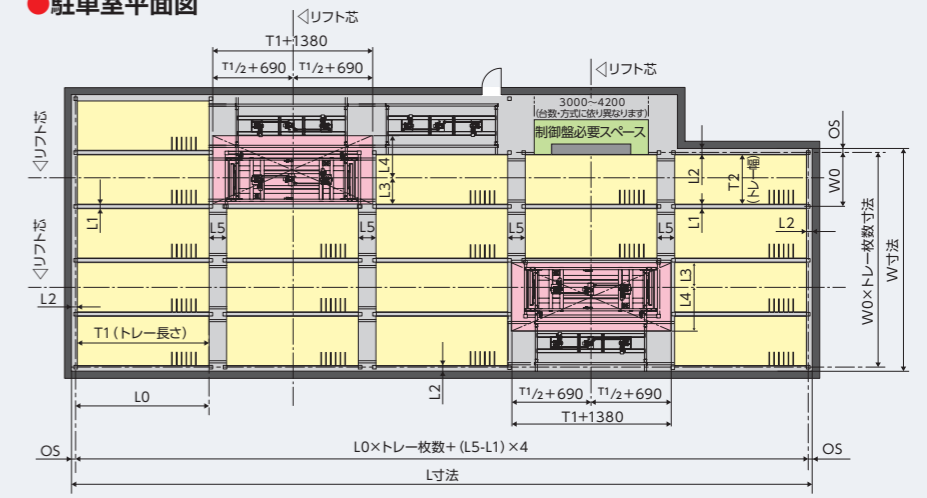 ●駐車室平面図
◁リフト芯
T1+1380
T1/2+690 T1/2+690
◁リフト芯
3000～4200
(台数・方式に依り異なります)
制御盤必要スペース
◁リフト芯
◁リフト芯
L1
L2
L4
L3
L5
L5
L5
L5
L2
T2
(トレー幅)
L1
L2
OS
W0
W0×トレー枚数寸法
W寸法
L3
L4
T1(トレー長さ)
L2
L0
T1/2+690 T1/2+690
T1+1380
OS
L0×トレー枚数+(L5-L1)×4
OS
L寸法